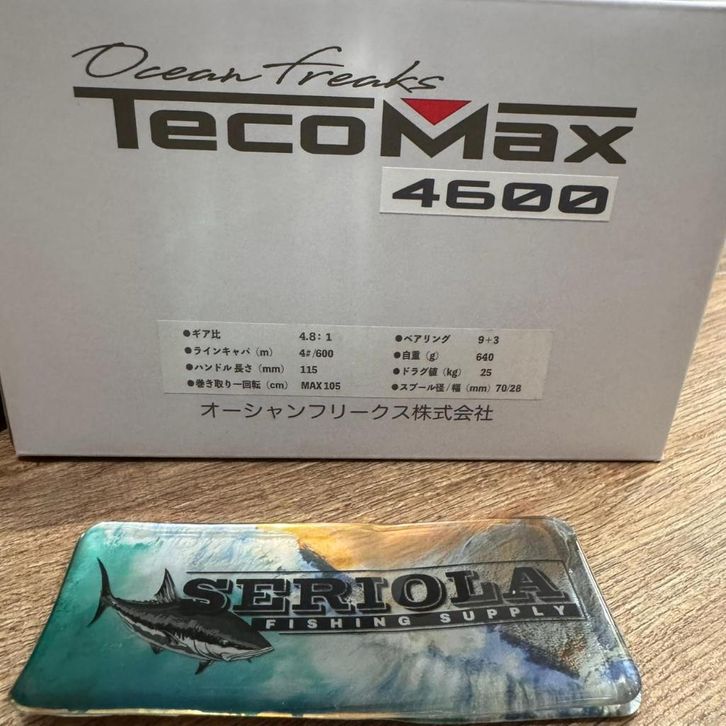 Ocean freaks
TecoMax
4600
●ギア比 4.8：1
●ラインキャパ（m） 4#/600
●ハンドル長さ（mm） 115
●巻き取り一回転（cm） MAX105
●ベアリング 9+3
●自重（g） 640
●ドラグ値（kg） 25
●スプール径/幅（mm）70/28
オーシャンフリークス株式会社
SERIOLA
FISHING SUPPLY